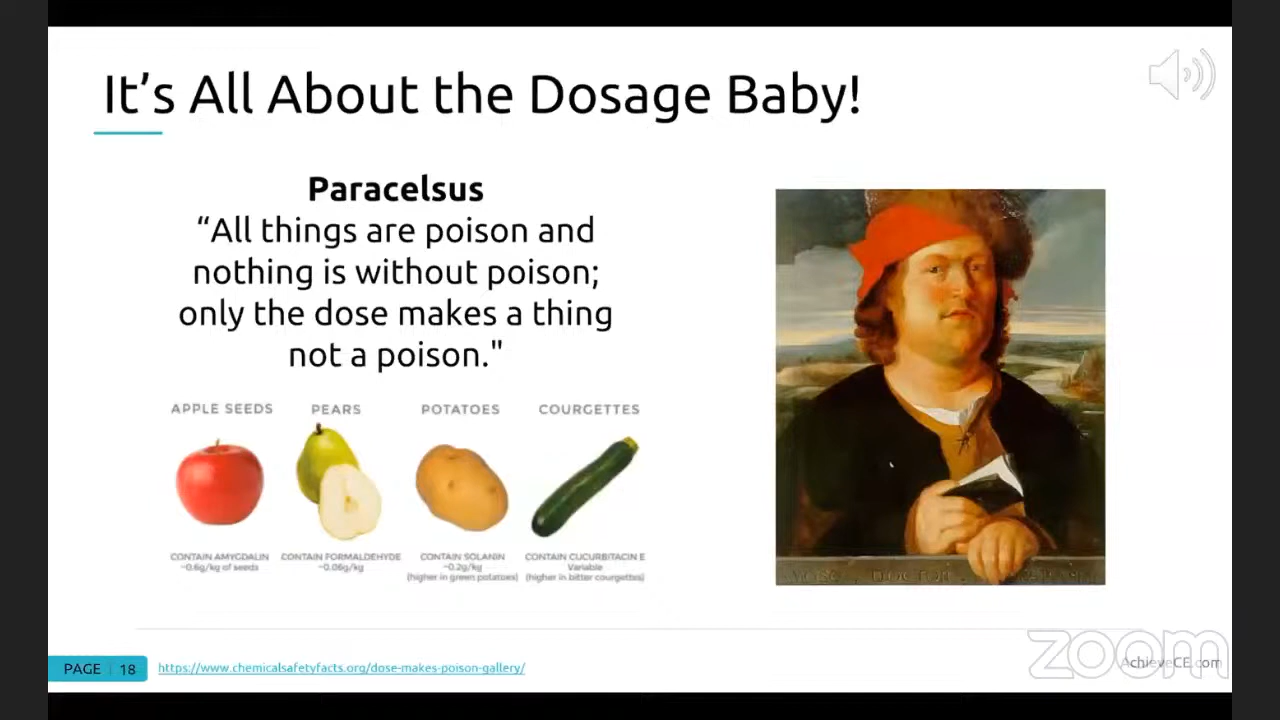 It's All About the Dosage Baby!
Paracelsus
“All things are poison and
nothing is without poison;
only the dose makes a thing
not a poison."
APPLE SEEDS
PEARS
POTATOES
COURGETTES
CONTAIN AMYGDALIN
~0.6g/kg of seeds
CONTAIN FORMALDEHYDE
~0.06g/kg
CONTAIN SOLANIN
~0.2g/kg
(higher in green potatoes)
CONTAIN CUCURBITACIN E
Variable
(higher in bitter courgettes)
PAGE | 18
https://www.chemicalsafetyfacts.org/dose-makes-poison-gallery/
AchieveCE.com
zoom